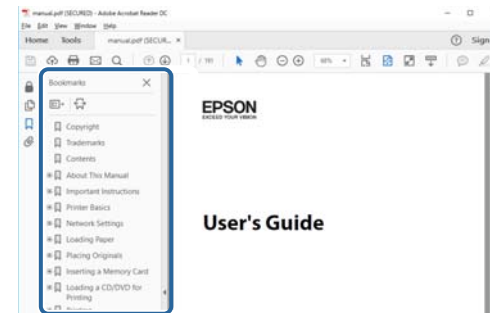 manual.pdf (SECURED) - Adobe Acrobat Reader DC
File Edit View Window Help
Home Tools manual.pdf (SECUR... × Sign
1 / 191
Bookmarks ×
Copyright
Trademarks
Contents
About This Manual
Important Instructions
Printer Basics
Network Settings
Loading Paper
Placing Originals
Inserting a Memory Card
Loading a CD/DVD for
Printing
EPSON
EXCEED YOUR VISION
User's Guide